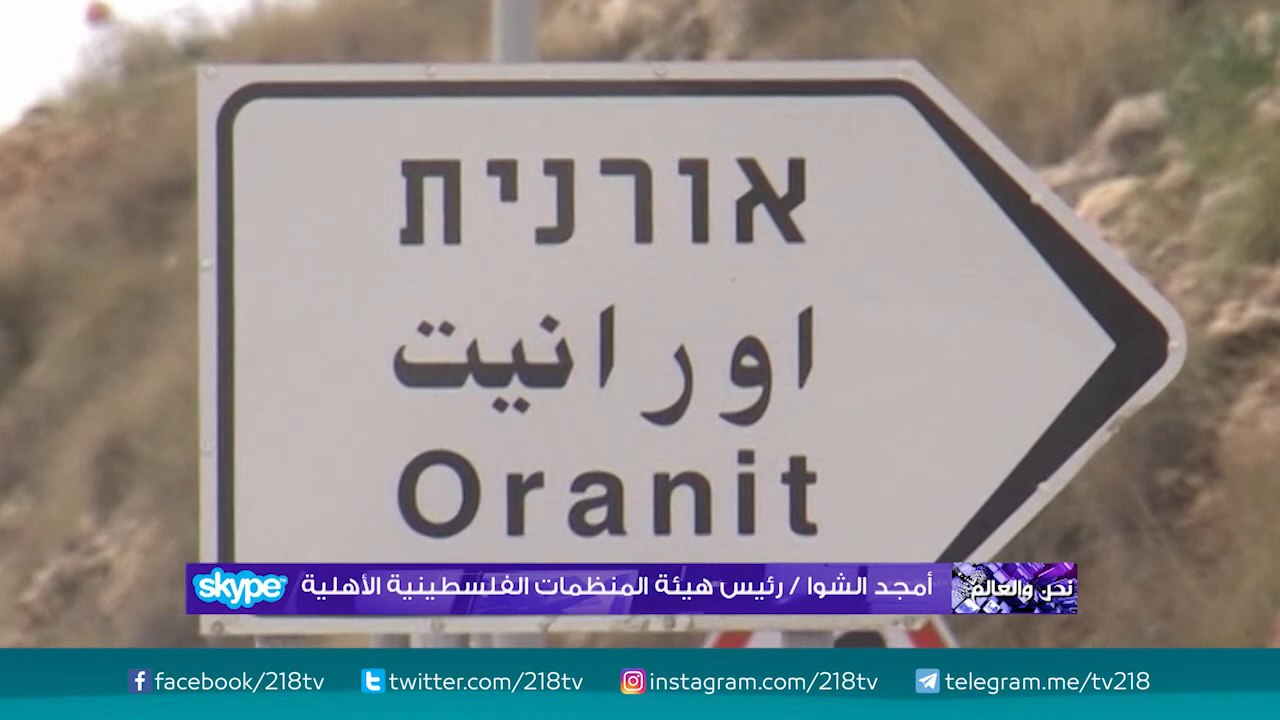 אורנית
اورانيت
Oranit
نحن والعالم
أمجد الشوا / رئيس هيئة المنظمات الفلسطينية الأهلية
skype
facebook/218tv
twitter.com/218tv
instagram.com/218tv
telegram.me/tv218